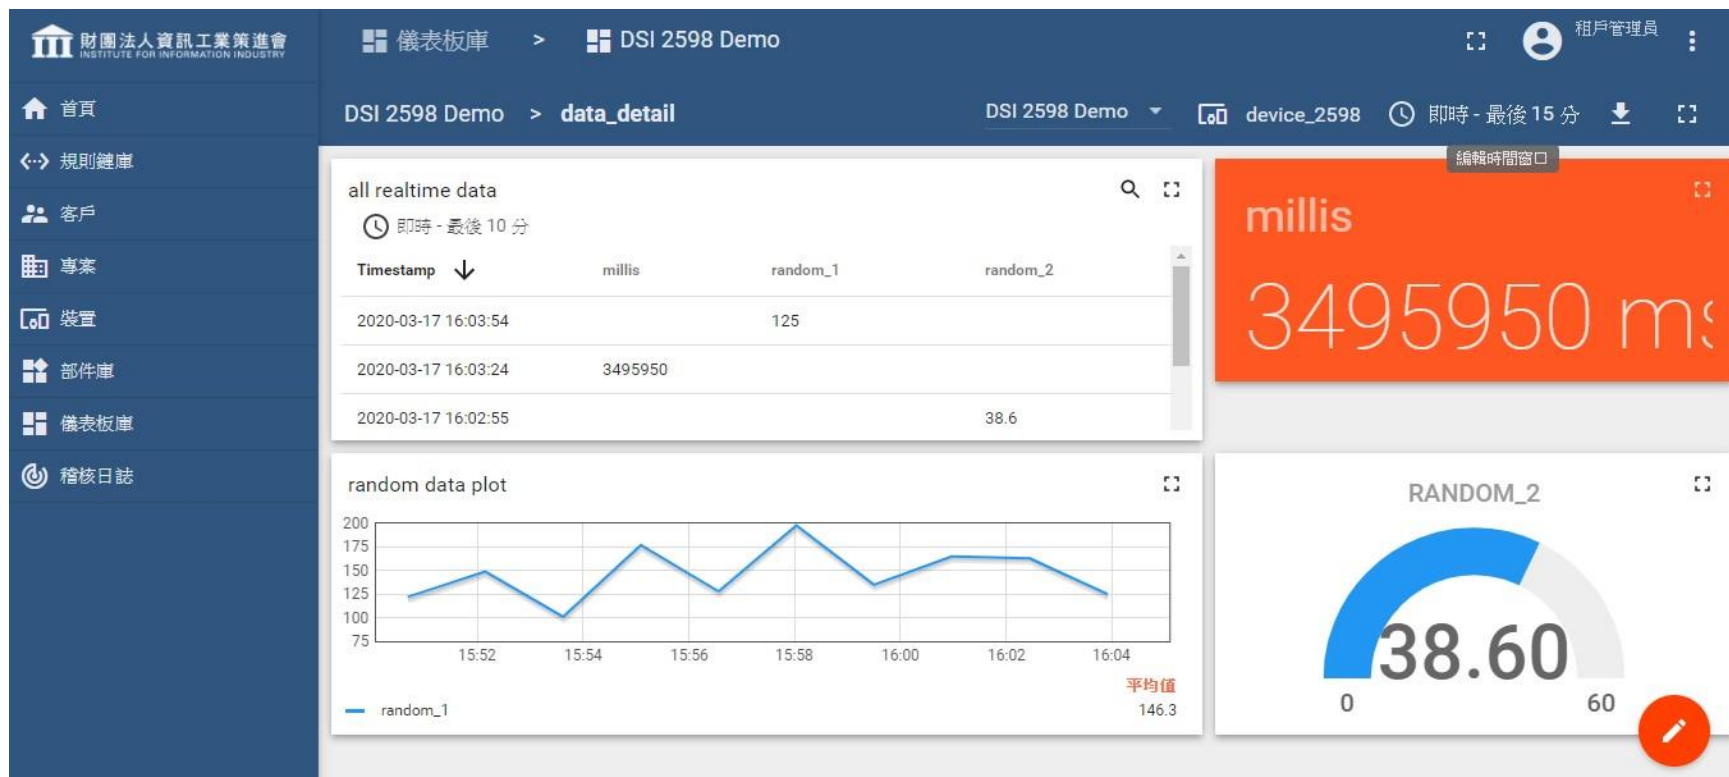 財團法人資訊工業策進會
INSTITUTE FOR INFORMATION INDUSTRY
儀表板庫 > DSI 2598 Demo
租戶管理員
首頁
規則鏈庫
客戶
專案
裝置
部件庫
儀表板庫
稽核日誌
DSI 2598 Demo > data_detail
DSI 2598 Demo
device_2598
即時 - 最後 15 分
編輯時間窗口
all realtime data
即時 - 最後 10 分
Timestamp millis random_1 random_2
2020-03-17 16:03:54 125
2020-03-17 16:03:24 3495950
2020-03-17 16:02:55 38.6
millis
3495950 ms
random data plot
200
175
150
125
100
75
15:52 15:54 15:56 15:58 16:00 16:02 16:04
平均值
random_1 146.3
RANDOM_2
38.60
0 60